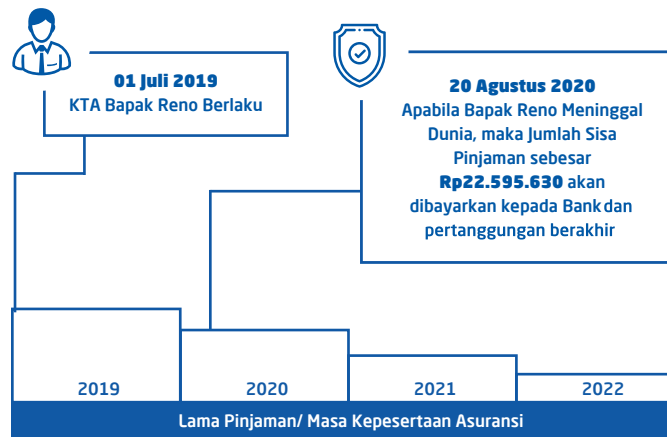 01 Juli 2019
KTA Bapak Reno Berlaku
20 Agustus 2020
Apabila Bapak Reno Meninggal
Dunia, maka Jumlah Sisa
Pinjaman sebesar
Rp22.595.630 akan
dibayarkan kepada Bank dan
pertanggungan berakhir
2019
2020
2021
2022
Lama Pinjaman/ Masa Kepesertaan Asuransi